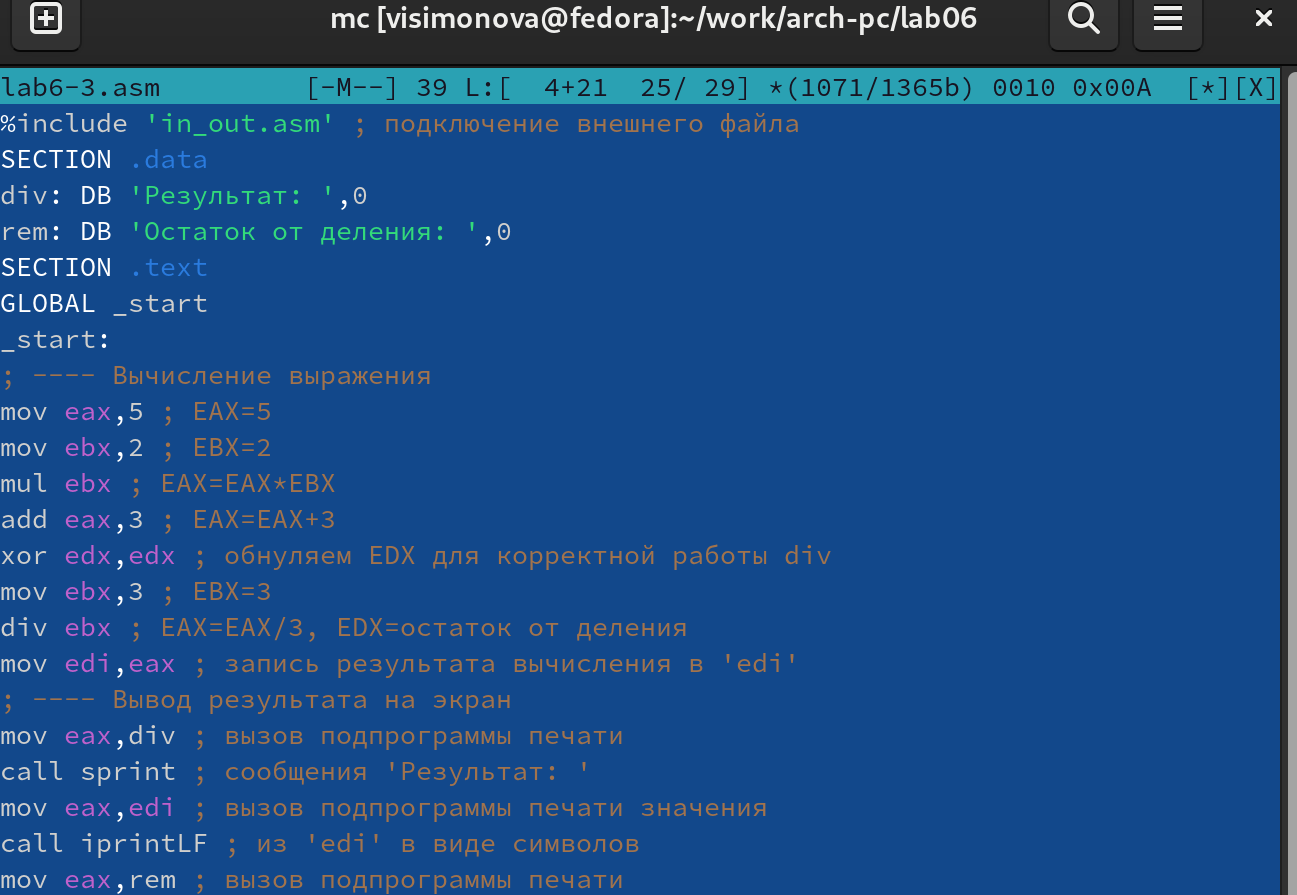 mc [visimonova@fedora]:~/work/arch-pc/lab06
lab6-3.asm [-M--] 39 L:[ 4+21 25/ 29] *(1071/1365b) 0010 0x00A [*][X]
%include 'in_out.asm' ; подключение внешнего файла
SECTION .data
div: DB 'Результат: ',0
rem: DB 'Остаток от деления: ',0
SECTION .text
GLOBAL _start
_start:
; ---- Вычисление выражения
mov eax,5 ; EAX=5
mov ebx,2 ; EBX=2
mul ebx ; EAX=EAX*EBX
add eax,3 ; EAX=EAX+3
xor edx,edx ; обнуляем EDX для корректной работы div
mov ebx,3 ; EBX=3
div ebx ; EAX=EAX/3, EDX=остаток от деления
mov edi,eax ; запись результата вычисления в 'edi'
; ---- Вывод результата на экран
mov eax,div ; вызов подпрограммы печати
call sprint ; сообщения 'Результат: '
mov eax,edi ; вызов подпрограммы печати значения
call iprintLF ; из 'edi' в виде символов
mov eax,rem ; вызов подпрограммы печати